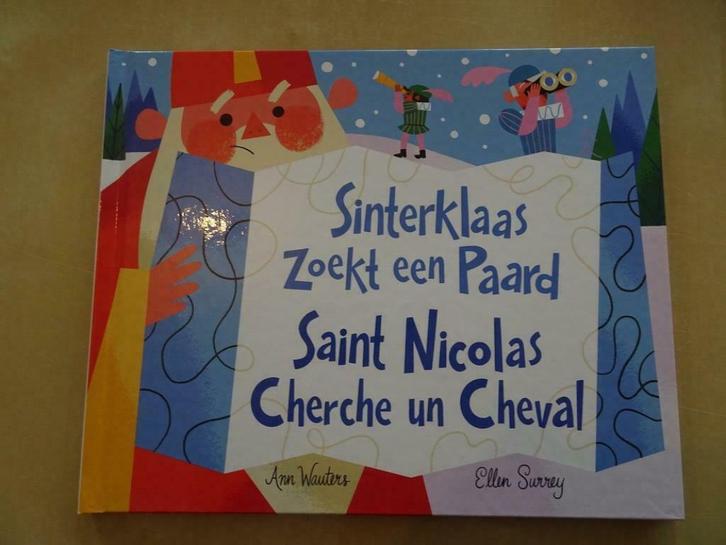 Sinterklaas
Zoekt een Paard
Saint Nicolas
Cherche un Cheval
Ann Wauters
Ellen Surrey